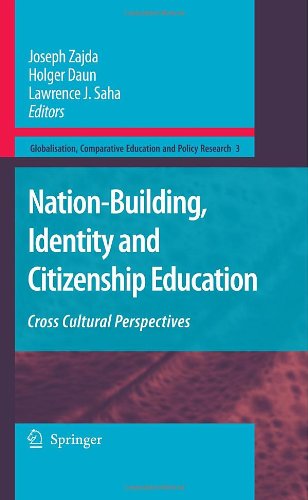 Joseph Zajda
Holger Daun
Lawrence J. Saha
Editors
Globalisation, Comparative Education and Policy Research 3
Nation-Building,
Identity and
Citizenship Education
Cross Cultural Perspectives
Springer